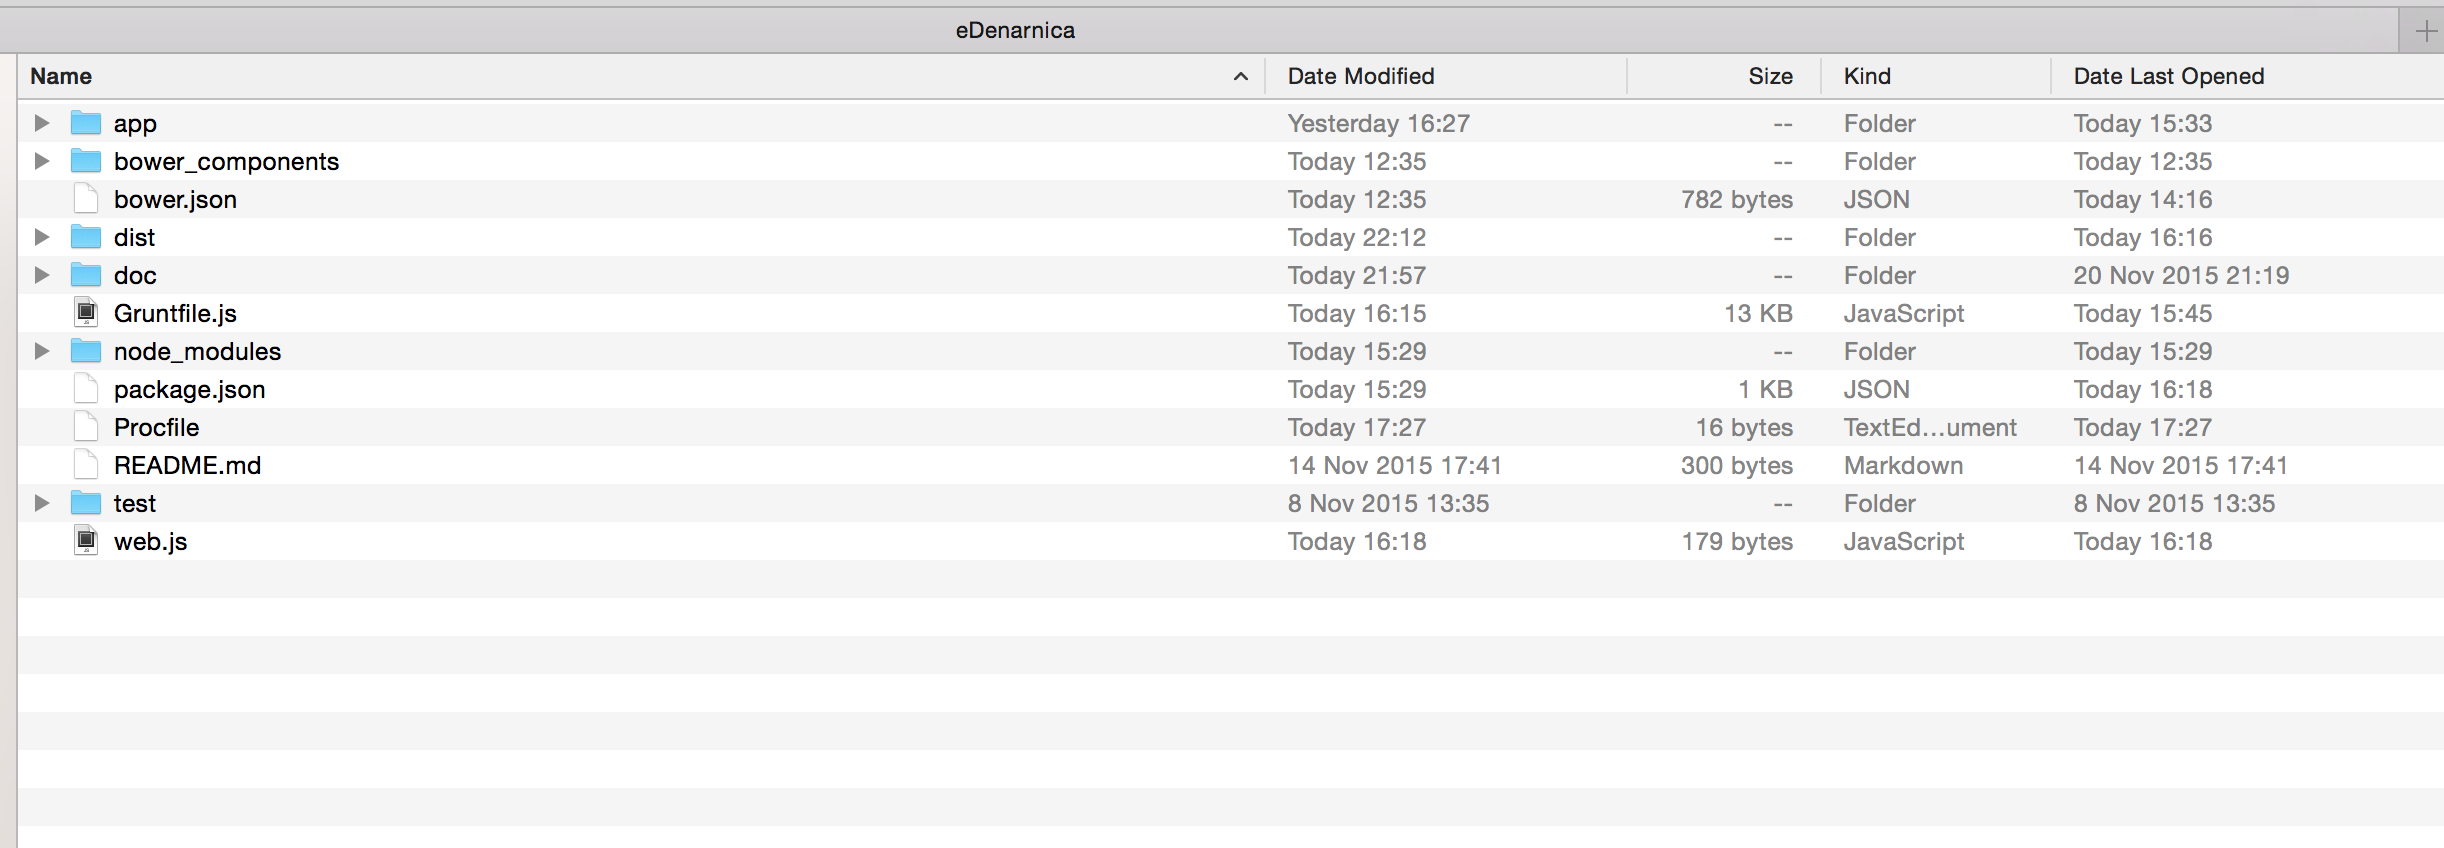 eDenarnica
Name Date Modified Size Kind Date Last Opened
app Yesterday 16:27 -- Folder Today 15:33
bower_components Today 12:35 -- Folder Today 12:35
bower.json Today 12:35 782 bytes JSON Today 14:16
dist Today 22:12 -- Folder Today 16:16
doc Today 21:57 -- Folder 20 Nov 2015 21:19
Gruntfile.js Today 16:15 13 KB JavaScript Today 15:45
node_modules Today 15:29 -- Folder Today 15:29
package.json Today 15:29 1 KB JSON Today 16:18
Procfile Today 17:27 16 bytes TextEd...ument Today 17:27
README.md 14 Nov 2015 17:41 300 bytes Markdown 14 Nov 2015 17:41
test 8 Nov 2015 13:35 -- Folder 8 Nov 2015 13:35
web.js Today 16:18 179 bytes JavaScript Today 16:18